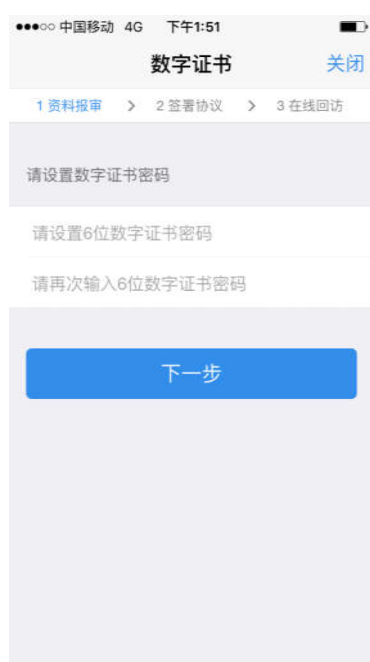 中国移动 4G 下午1:51
数字证书 关闭
1 资料报审 > 2 签署协议 > 3 在线回访
请设置数字证书密码
请设置6位数字证书密码
请再次输入6位数字证书密码
下一步